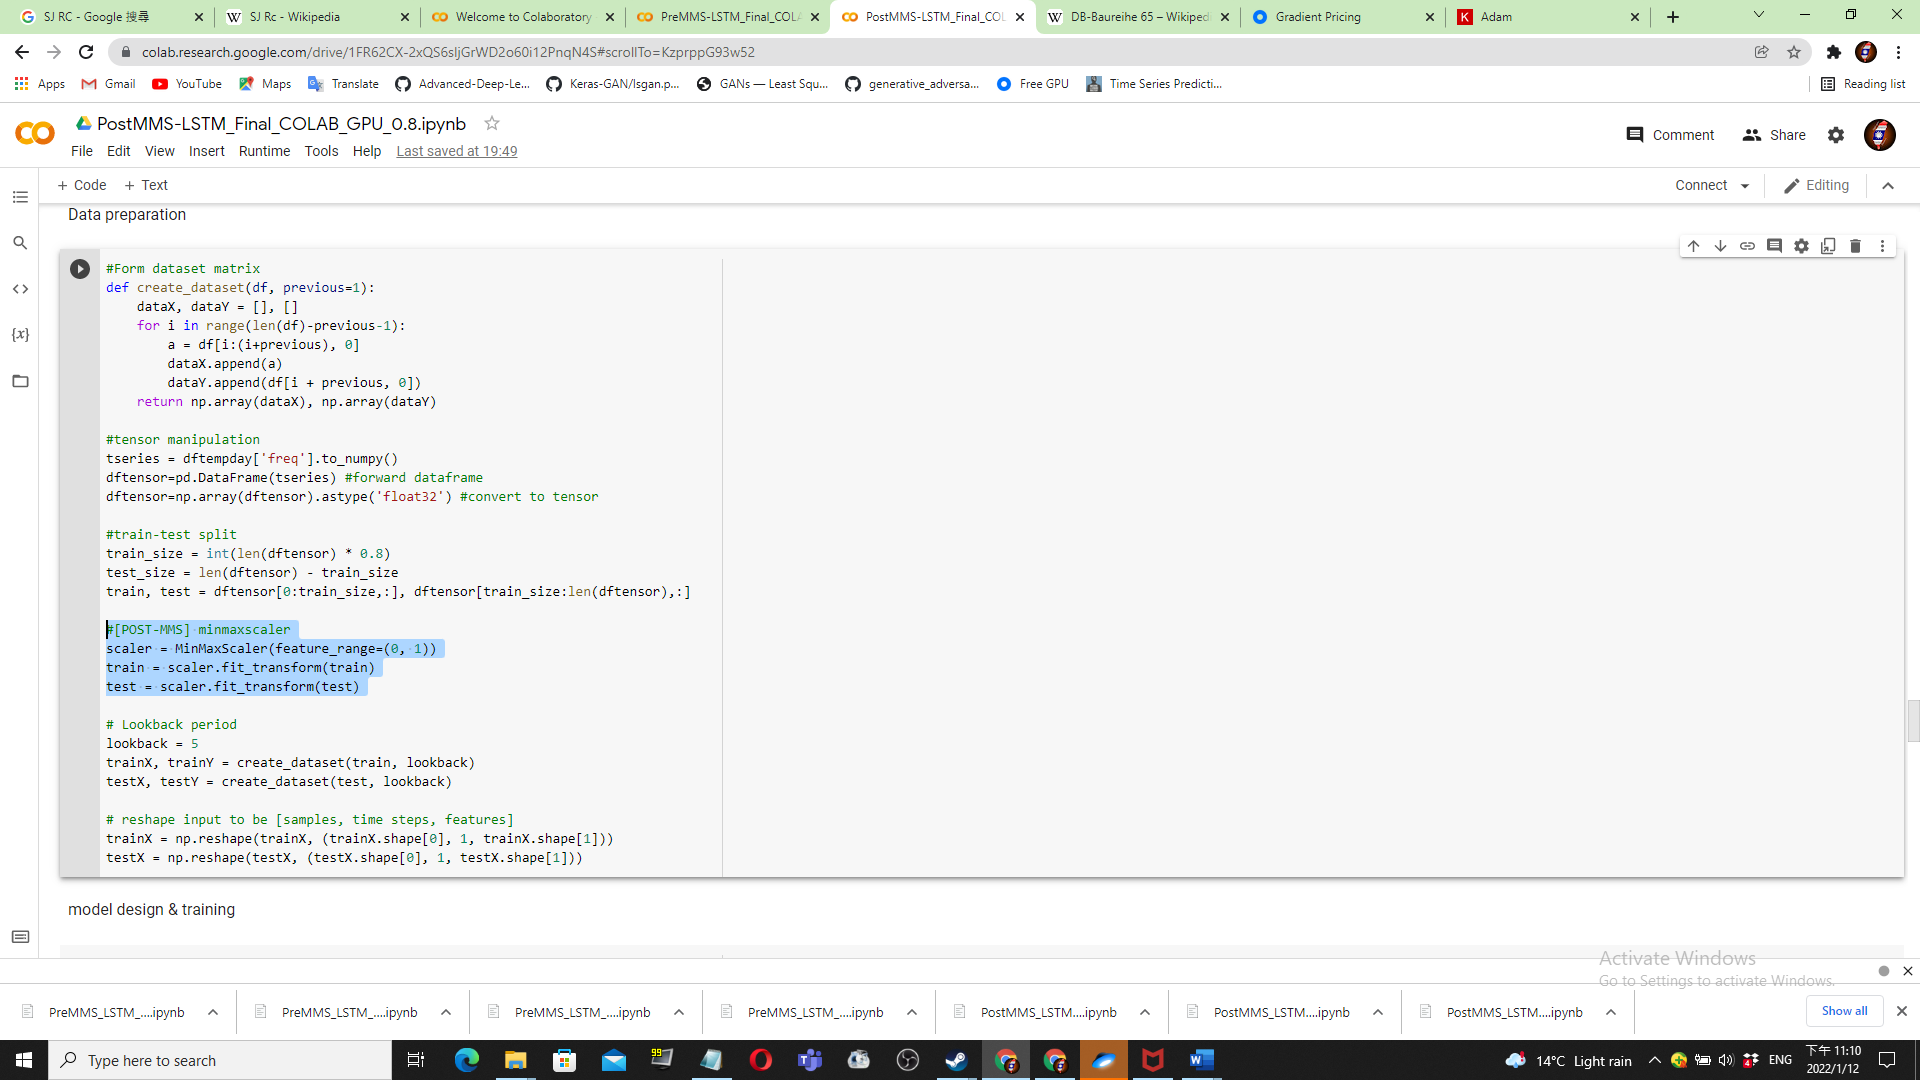 SJ RC - Google 搜尋
SJ Rc - Wikipedia
Welcome to Colaboratory
PreMMS-LSTM_Final_COLA
PostMMS-LSTM_Final_COL
DB-Baureihe 65 – Wikiped
Gradient Pricing
Adam
colab.research.google.com/drive/1FR62CX-2xQS6sIjGrWD2o60i12PnqN4S#scrollTo=KzprppG93w52
Apps
Gmail
YouTube
Maps
Translate
Advanced-Deep-Le...
Keras-GAN/lsgan.p...
GANs — Least Squ...
generative_adversa...
Free GPU
Time Series Predicti...
Reading list
PostMMS-LSTM_Final_COLAB_GPU_0.8.ipynb
Comment
Share
File Edit View Insert Runtime Tools Help Last saved at 19:49
+ Code + Text
Connect
Editing
Data preparation
#Form dataset matrix
def create_dataset(df, previous=1):
dataX, dataY = [], []
for i in range(len(df)-previous-1):
a = df[i:(i+previous), 0]
dataX.append(a)
dataY.append(df[i + previous, 0])
return np.array(dataX), np.array(dataY)
#tensor manipulation
tseries = dftempday['freq'].to_numpy()
dftensor=pd.DataFrame(tseries) #forward dataframe
dftensor=np.array(dftensor).astype('float32') #convert to tensor
#train-test split
train_size = int(len(dftensor) * 0.8)
test_size = len(dftensor) - train_size
train, test = dftensor[0:train_size,:], dftensor[train_size:len(dftensor),:]
#[POST-MMS] minmaxscaler
scaler = MinMaxScaler(feature_range=(0, 1))
train = scaler.fit_transform(train)
test = scaler.fit_transform(test)
# Lookback period
lookback = 5
trainX, trainY = create_dataset(train, lookback)
testX, testY = create_dataset(test, lookback)
# reshape input to be [samples, time steps, features]
trainX = np.reshape(trainX, (trainX.shape[0], 1, trainX.shape[1]))
testX = np.reshape(testX, (testX.shape[0], 1, testX.shape[1]))
model design & training
Activate Windows
Go to Settings to activate Windows.
PreMMS_LSTM_....ipynb
PreMMS_LSTM_....ipynb
PreMMS_LSTM_....ipynb
PreMMS_LSTM_....ipynb
PostMMS_LSTM....ipynb
PostMMS_LSTM....ipynb
PostMMS_LSTM....ipynb
Show all
Type here to search
99
14°C Light rain
ENG
下午 11:10
2022/1/12